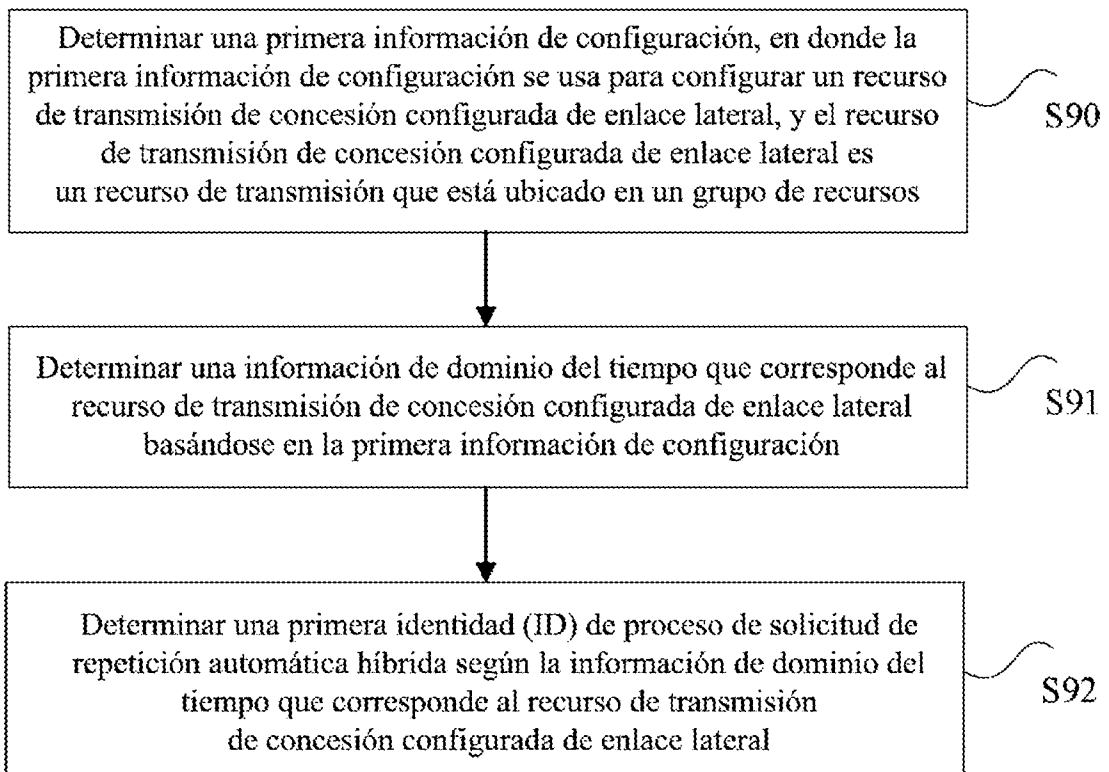 Determinar una primera información de configuración, en donde la
primera información de configuración se usa para configurar un recurso
de transmisión de concesión configurada de enlace lateral, y el recurso
de transmisión de concesión configurada de enlace lateral es
un recurso de transmisión que está ubicado en un grupo de recursos
S90
Determinar una información de dominio del tiempo que corresponde al
recurso de transmisión de concesión configurada de enlace lateral
basándose en la primera información de configuración
S91
Determinar una primera identidad (ID) de proceso de solicitud de
repetición automática híbrida según la información de dominio del
tiempo que corresponde al recurso de transmisión
de concesión configurada de enlace lateral
S92